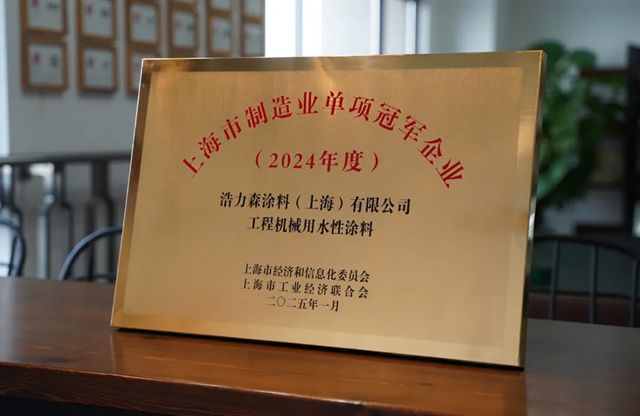 上海市制造业单项冠军企业
（2024年度）
浩力森涂料（上海）有限公司
工程机械用水性涂料
上海市经济和信息化委员会
上海市工业经济联合会
二〇二五年一月